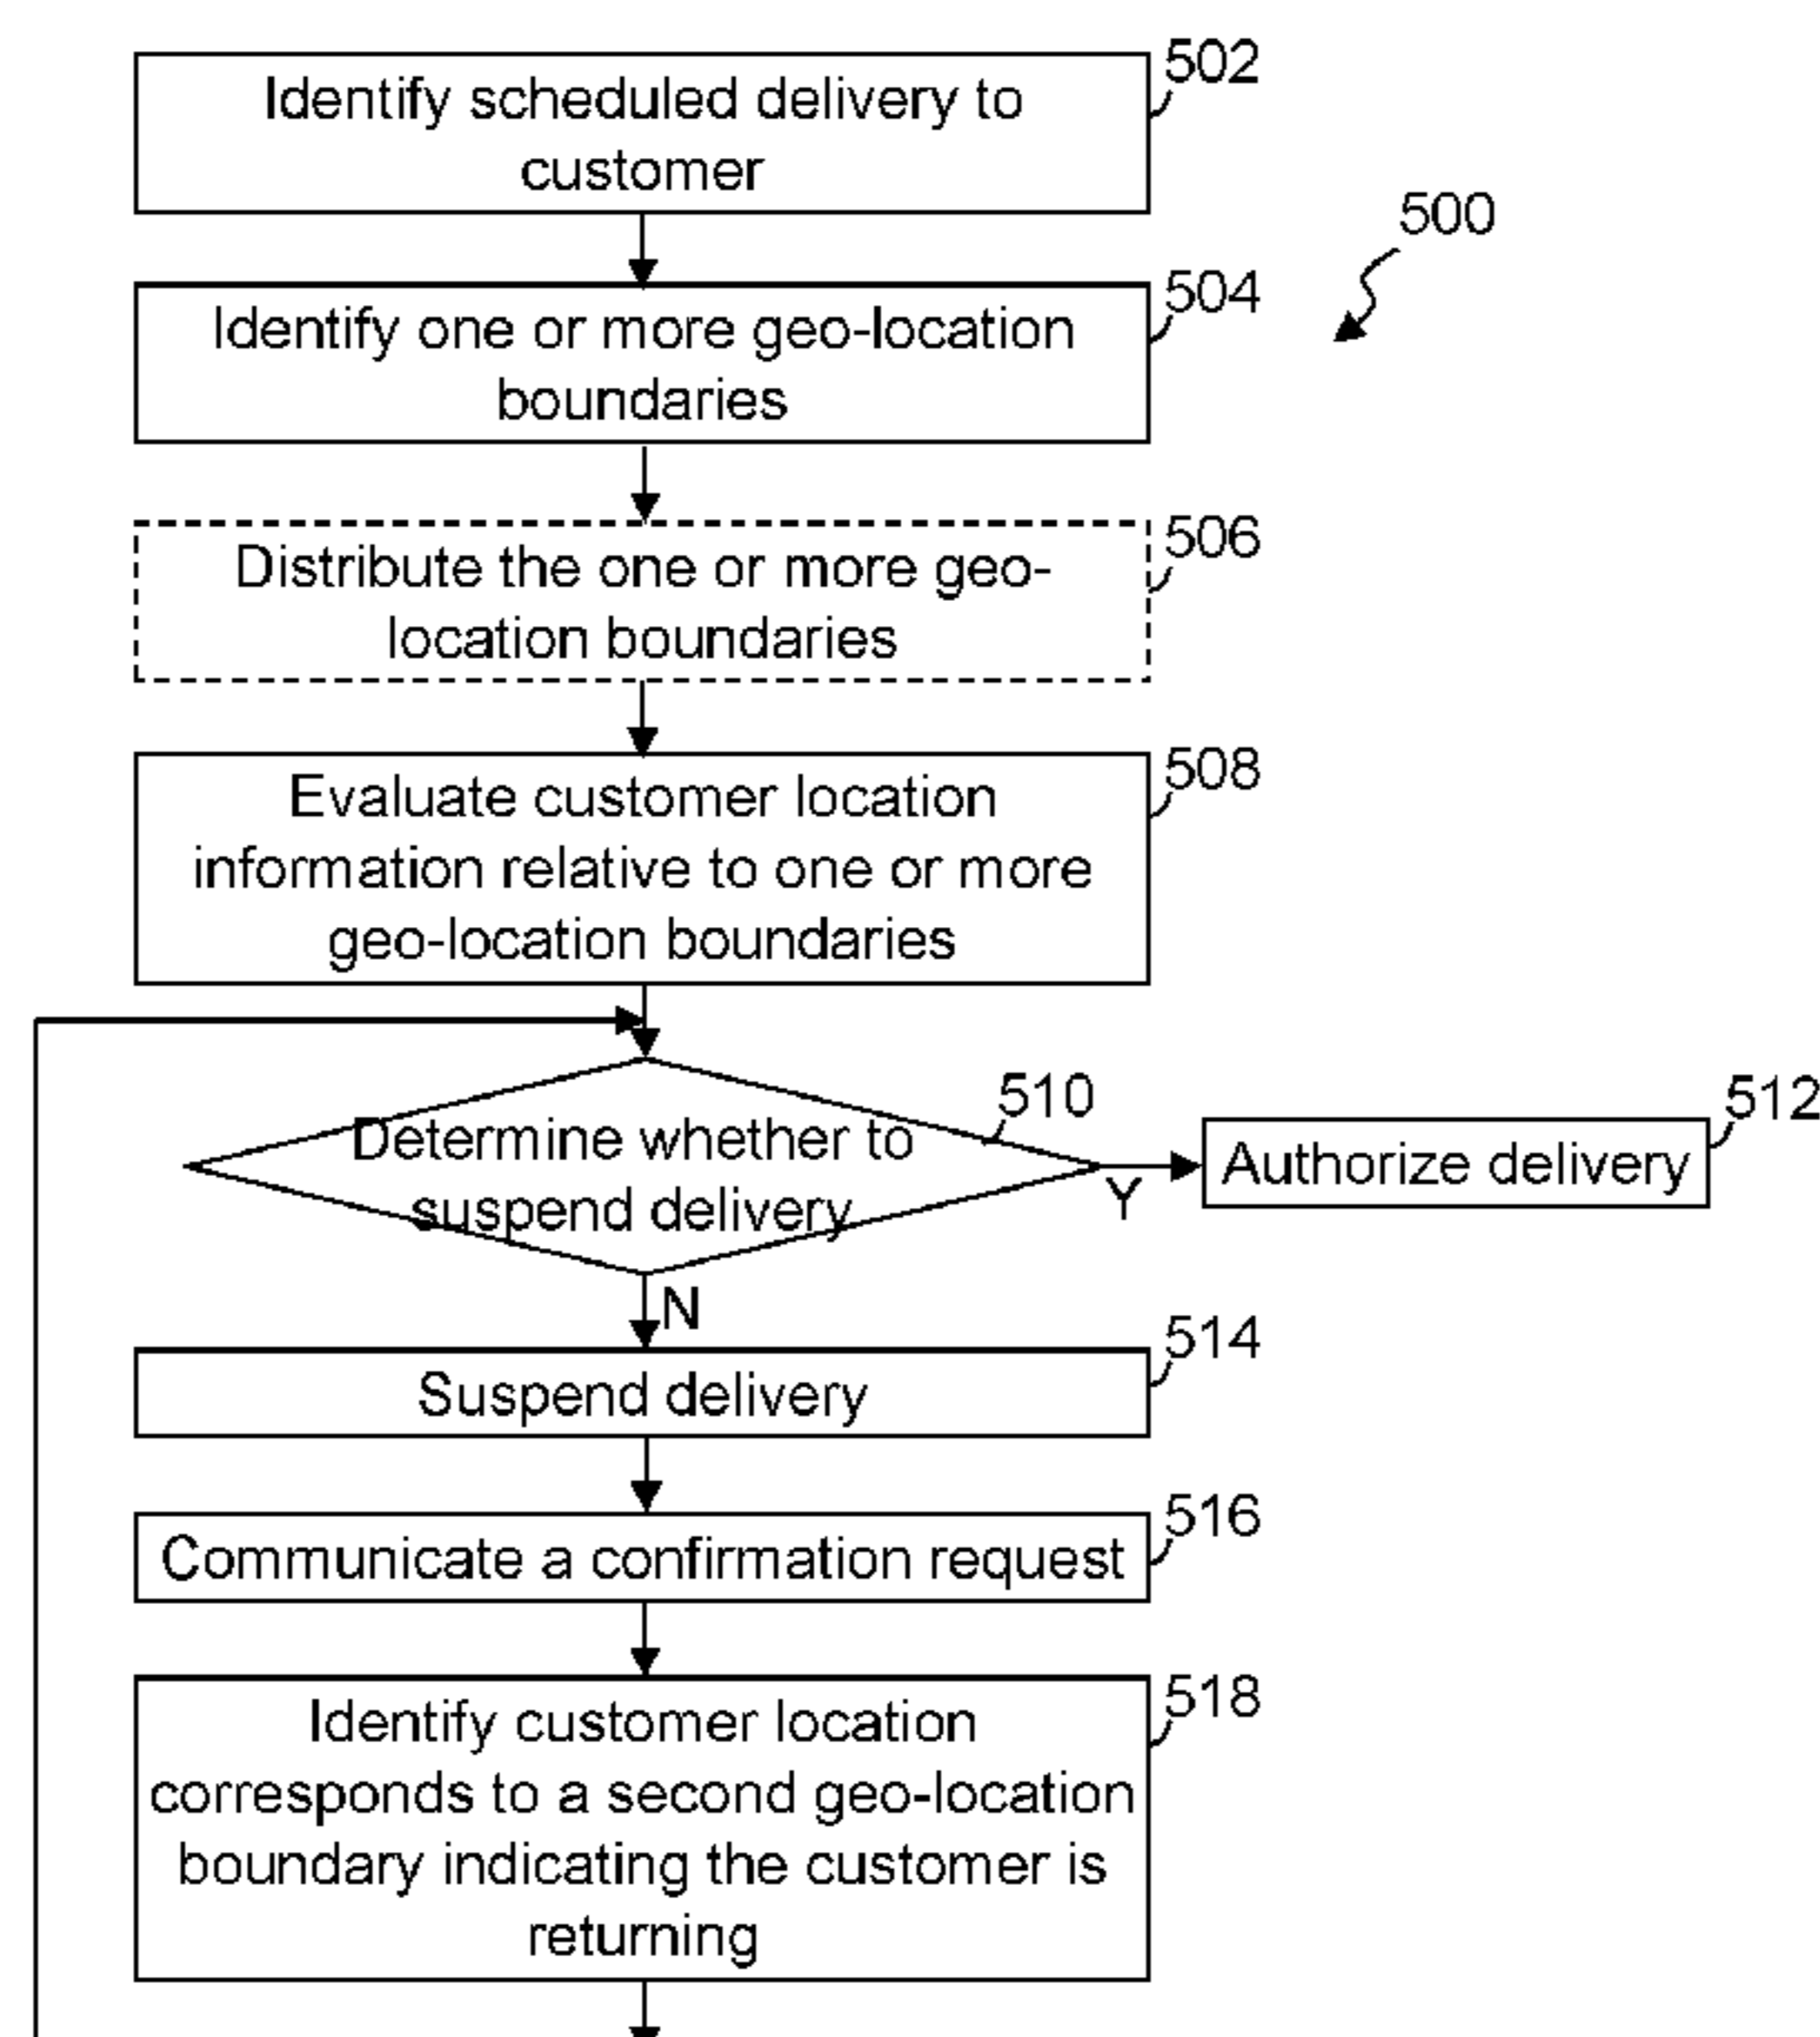 502
Identify scheduled delivery to
customer
500
504
Identify one or more geo-location
boundaries
506
Distribute the one or more geo-
location boundaries
508
Evaluate customer location
information relative to one or more
geo-location boundaries
510
Determine whether to
suspend delivery
512
Authorize delivery
Y
N
514
Suspend delivery
516
Communicate a confirmation request
518
Identify customer location
corresponds to a second geo-location
boundary indicating the customer is
returning